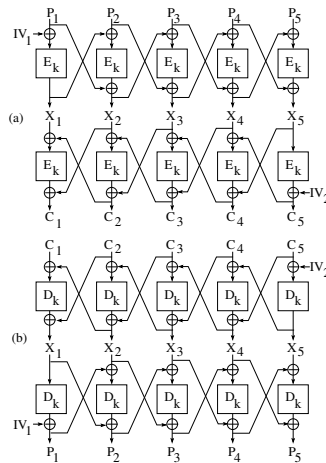 P1 P2 P3 P4 P5
IV1
Ek Ek Ek Ek Ek
(a) X1 X2 X3 X4 X5
Ek Ek Ek Ek Ek
IV2
C1 C2 C3 C4 C5
C1 C2 C3 C4 C5
IV2
Dk Dk Dk Dk Dk
(b) X1 X2 X3 X4 X5
Dk Dk Dk Dk Dk
IV1
P1 P2 P3 P4 P5